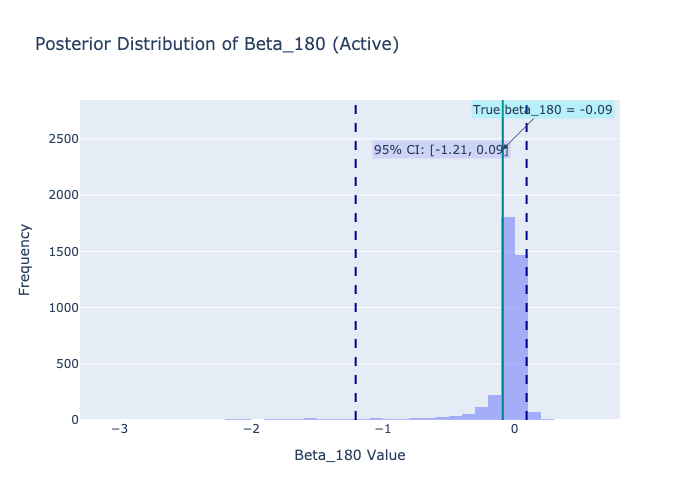 Posterior Distribution of Beta_180 (Active)
True beta_180 = -0.09
95% CI: [-1.21, 0.09]
2500
2000
1500
1000
500
0
Frequency
−3
−2
−1
0
Beta_180 Value